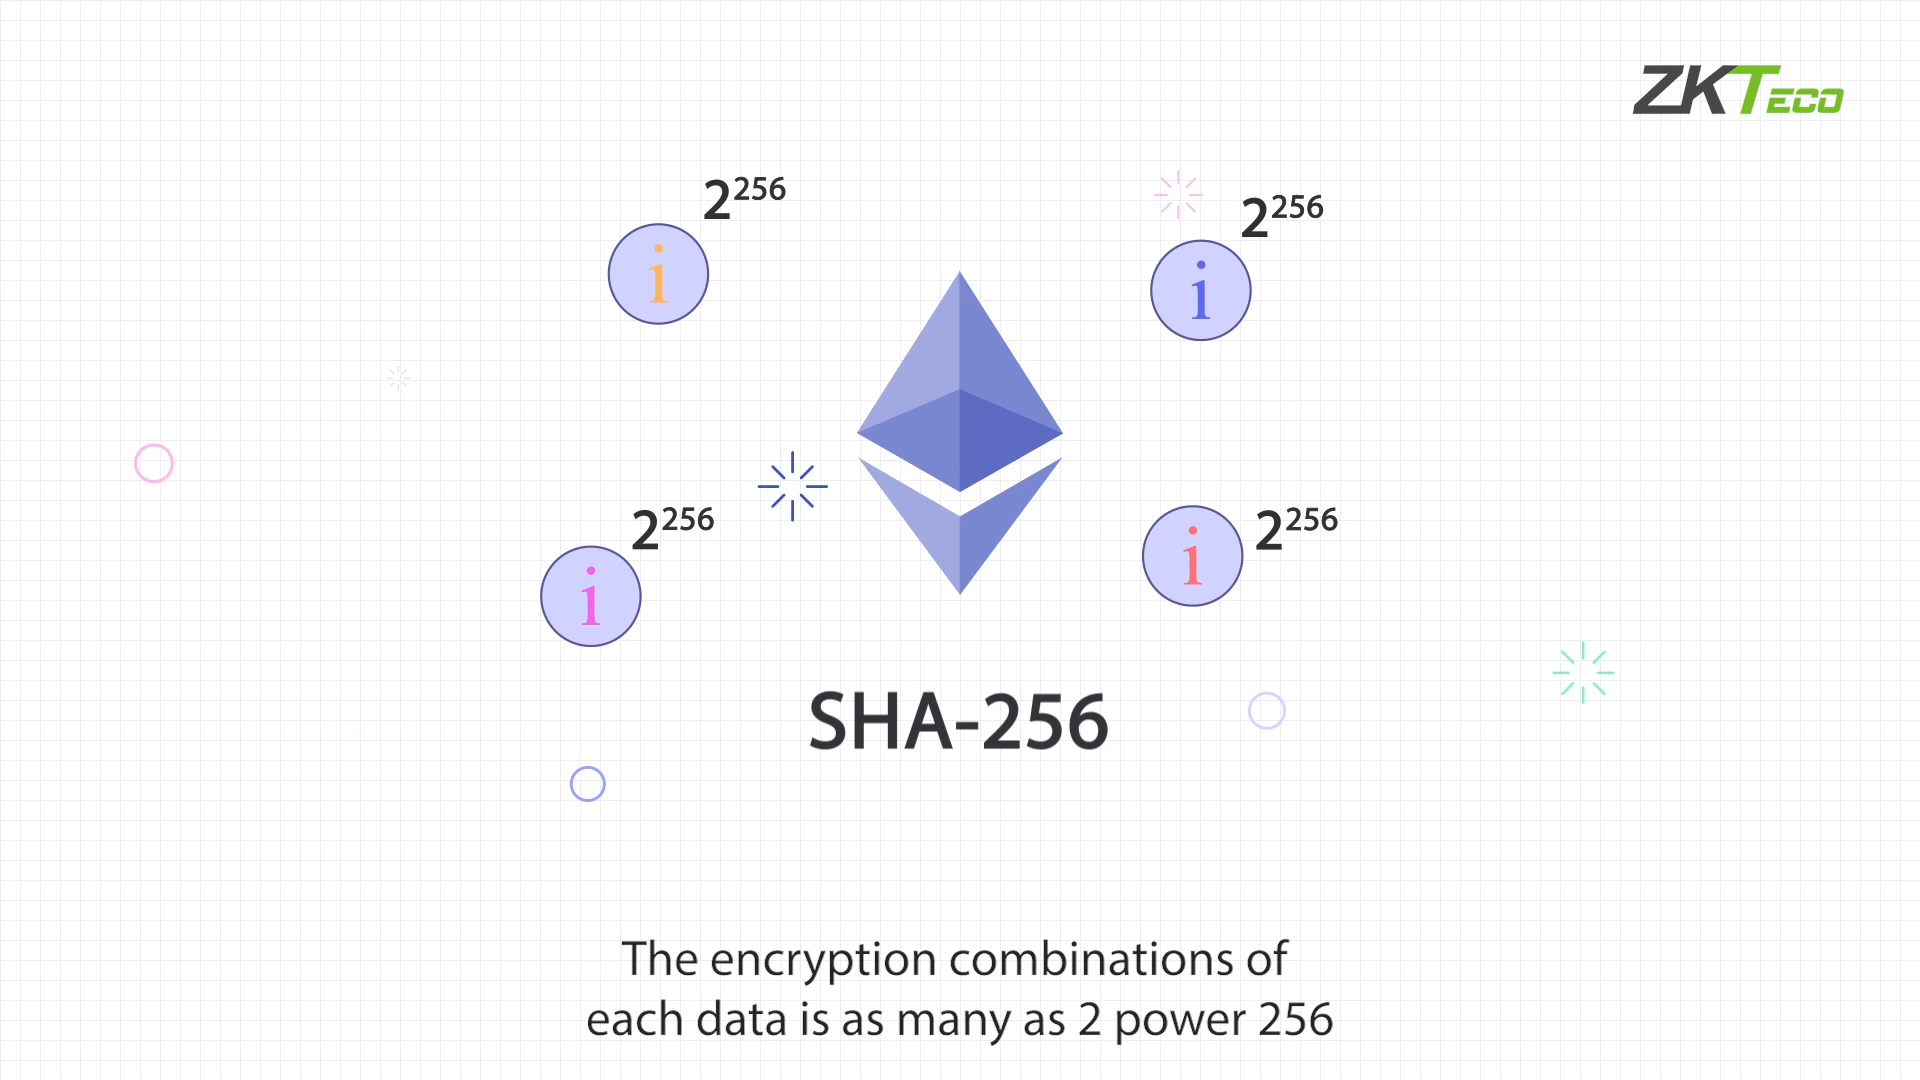 ZKTeco
2²⁵⁶
2²⁵⁶
i
i
2²⁵⁶
2²⁵⁶
i
i
SHA-256
The encryption combinations of
each data is as many as 2 power 256